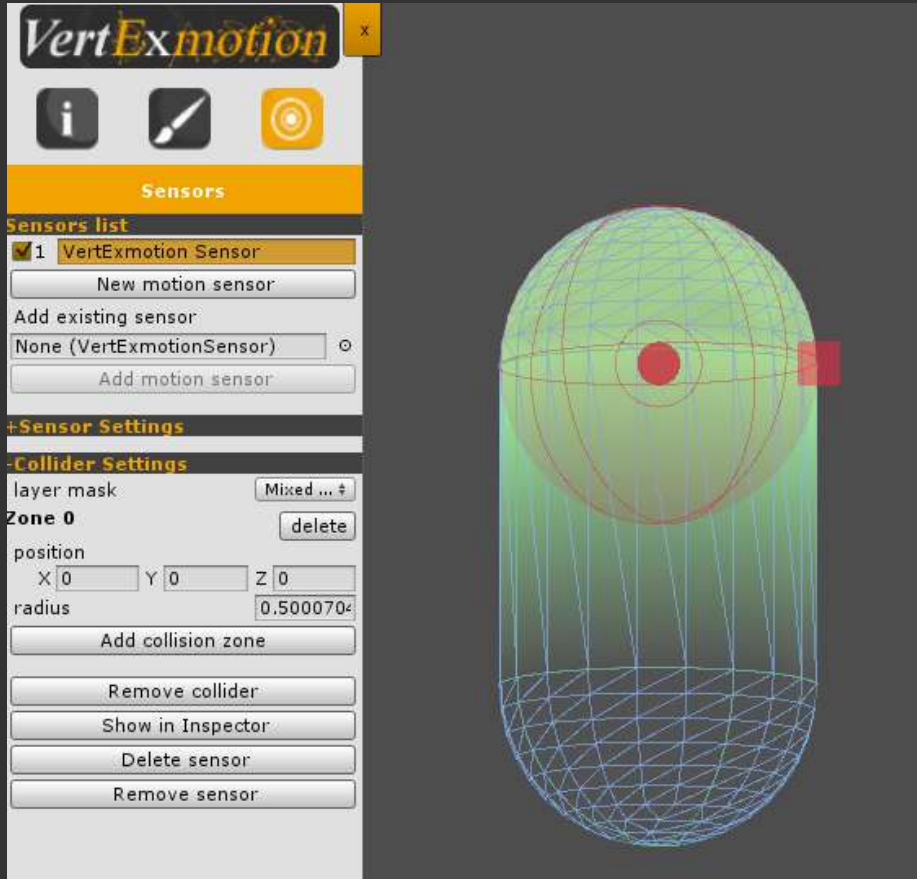 VertExmotion
x
i
Sensors
Sensors list
1 VertExmotion Sensor
New motion sensor
Add existing sensor
None (VertExmotionSensor)
Add motion sensor
+Sensor Settings
-Collider Settings
layer mask Mixed ...
Zone 0
delete
position
X 0 Y 0 Z 0
radius 0.5000704
Add collision zone
Remove collider
Show in Inspector
Delete sensor
Remove sensor